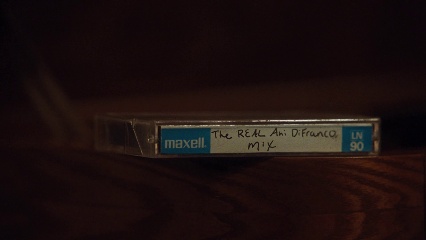 maxell.
The REAL Ani DiFranco
Mix
LN
90